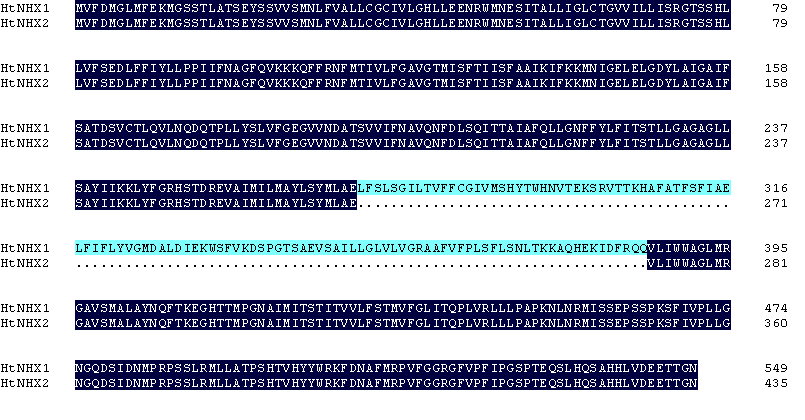 HtNHX1 MVFDMGLMFEKMGSSTLATSEYSSVVSMNLFVALLCGCIVLGHLLEENRWMNESITALLIGLCTGVVILLISRGTSSHL 79
HtNHX2 MVFDMGLMFEKMGSSTLATSEYSSVVSMNLFVALLCGCIVLGHLLEENRWMNESITALLIGLCTGVVILLISRGTSSHL 79
HtNHX1 LVFSEDLFFIYLLPPIIFNAGFQVKKKQFFRNFMTIVLFGAVGTMISFTIISFAAIKIFKKMNIGELELGDYLAIGAIF 158
HtNHX2 LVFSEDLFFIYLLPPIIFNAGFQVKKKQFFRNFMTIVLFGAVGTMISFTIISFAAIKIFKKMNIGELELGDYLAIGAIF 158
HtNHX1 SATDSVCTLQVLNQDQTPLLYSLVFGEGVVNDATSVVIFNAVQNFDLSQITTAIAFQLLGNFFYLFITSTLLGAGAGLL 237
HtNHX2 SATDSVCTLQVLNQDQTPLLYSLVFGEGVVNDATSVVIFNAVQNFDLSQITTAIAFQLLGNFFYLFITSTLLGAGAGLL 237
HtNHX1 SAYIIKKLYFGRHSTDREVAIMILMAYLSYMLAELFSLSGILTVFFCGIVMSHYTWHNVTEKSRVTTKHAFATFSFIAE 316
HtNHX2 SAYIIKKLYFGRHSTDREVAIMILMAYLSYMLAE............................................. 271
HtNHX1 LFIFLYVGMDALDIEKWSFVKDSPGTSAEVSAILLGLVLVGRAAFVFPLSFLSNLTKKAQHEKIDFRQQVLIWWAGLMR 395
HtNHX2 .....................................................................VLIWWAGLMR 281
HtNHX1 GAVSMALAYNQFTKEGHTTMPGNAIMITSTITVVLFSTMVFGLITQPLVRLLLPAPKNLNRMISSEPSSPKSFIVPLLG 474
HtNHX2 GAVSMALAYNQFTKEGHTTMPGNAIMITSTITVVLFSTMVFGLITQPLVRLLLPAPKNLNRMISSEPSSPKSFIVPLLG 360
HtNHX1 NGQDSIDNMPRPSSLRMLLATPSHTVHYYWRKFDNAFMRPVFGGRGFVPFIPGSPTEQSLHQSAHHLVDEETTGN 549
HtNHX2 NGQDSIDNMPRPSSLRMLLATPSHTVHYYWRKFDNAFMRPVFGGRGFVPFIPGSPTEQSLHQSAHHLVDEETTGN 435